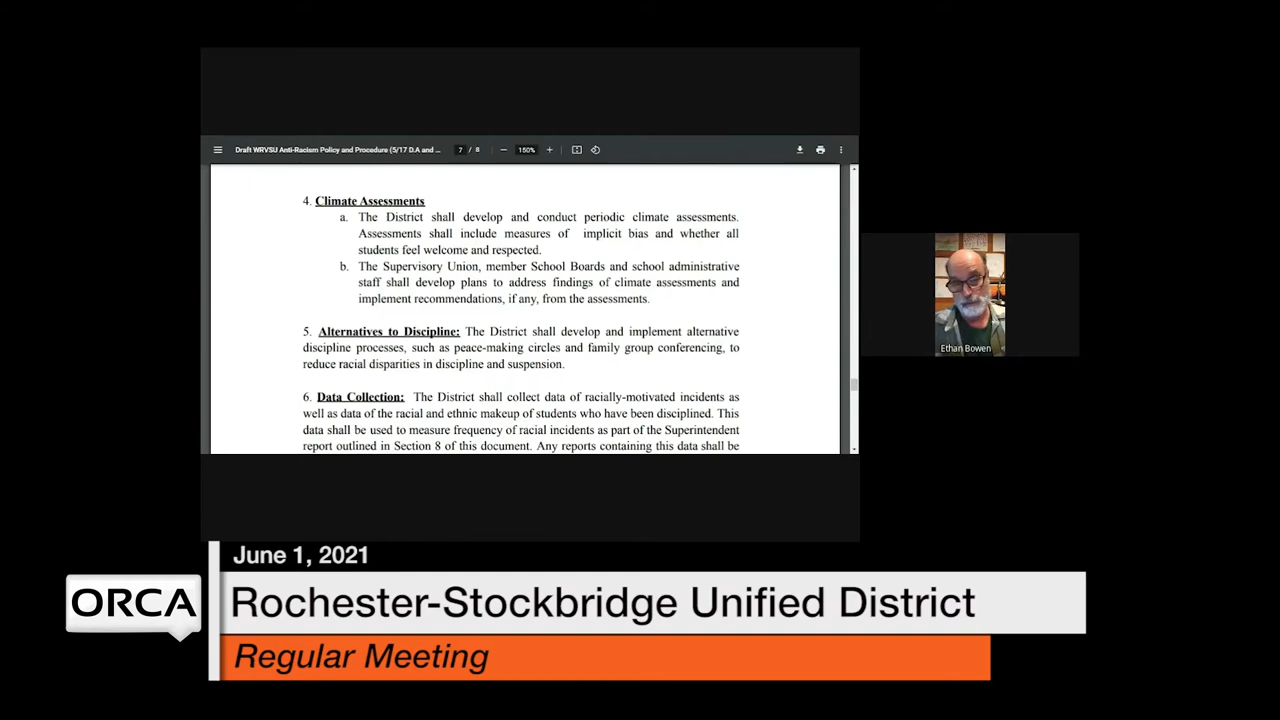 Draft WRVSU Anti-Racism Policy and Procedure (5/17 D.A and ...
7 / 8
150%
4. Climate Assessments
a. The District shall develop and conduct periodic climate assessments.
Assessments shall include measures of implicit bias and whether all
students feel welcome and respected.
b. The Supervisory Union, member School Boards and school administrative
staff shall develop plans to address findings of climate assessments and
implement recommendations, if any, from the assessments.
5. Alternatives to Discipline: The District shall develop and implement alternative
discipline processes, such as peace-making circles and family group conferencing, to
reduce racial disparities in discipline and suspension.
6. Data Collection: The District shall collect data of racially-motivated incidents as
well as data of the racial and ethnic makeup of students who have been disciplined. This
data shall be used to measure frequency of racial incidents as part of the Superintendent
report outlined in Section 8 of this document. Any reports containing this data shall be
Ethan Bowen
June 1, 2021
ORCA
Rochester-Stockbridge Unified District
Regular Meeting